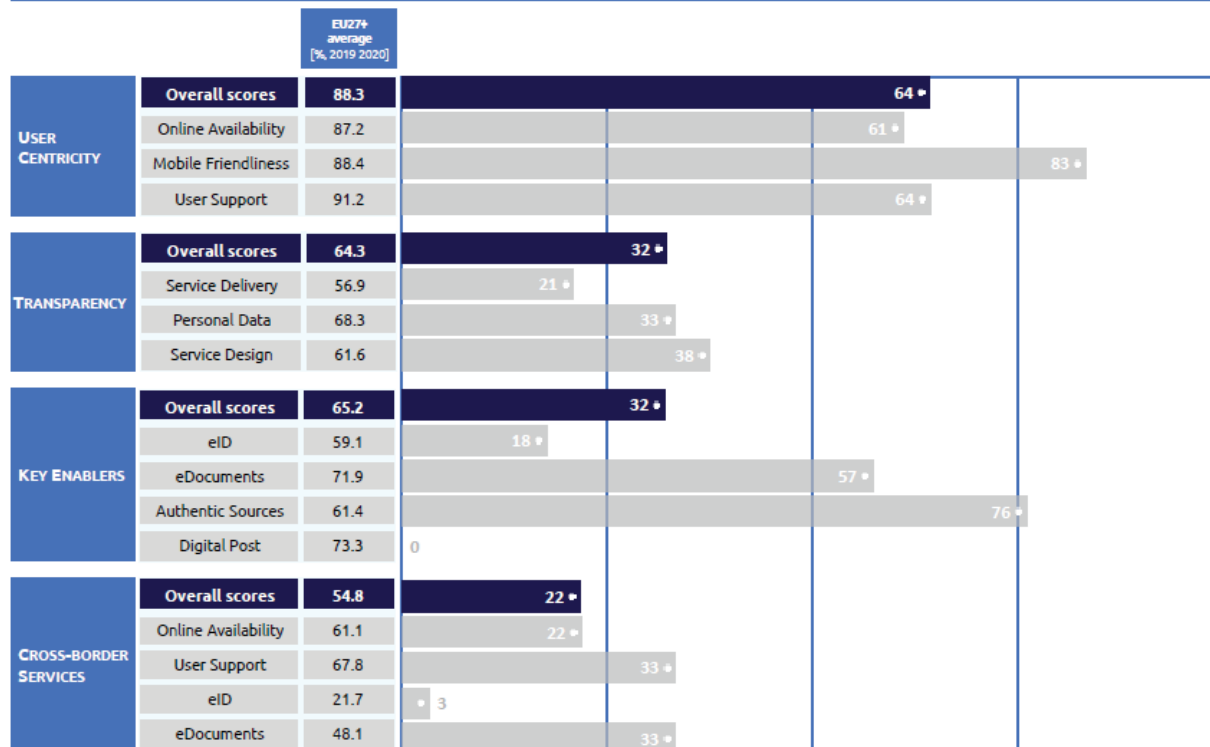 EU27+
average
[%, 2019 2020]
USER
CENTRICITY
Overall scores 88.3 64
Online Availability 87.2 61
Mobile Friendliness 88.4 83
User Support 91.2 64
TRANSPARENCY
Overall scores 64.3 32
Service Delivery 56.9 21
Personal Data 68.3 33
Service Design 61.6 38
KEY ENABLERS
Overall scores 65.2 32
eID 59.1 18
eDocuments 71.9 57
Authentic Sources 61.4 76
Digital Post 73.3 0
CROSS-BORDER
SERVICES
Overall scores 54.8 22
Online Availability 61.1 22
User Support 67.8 33
eID 21.7 3
eDocuments 48.1 33